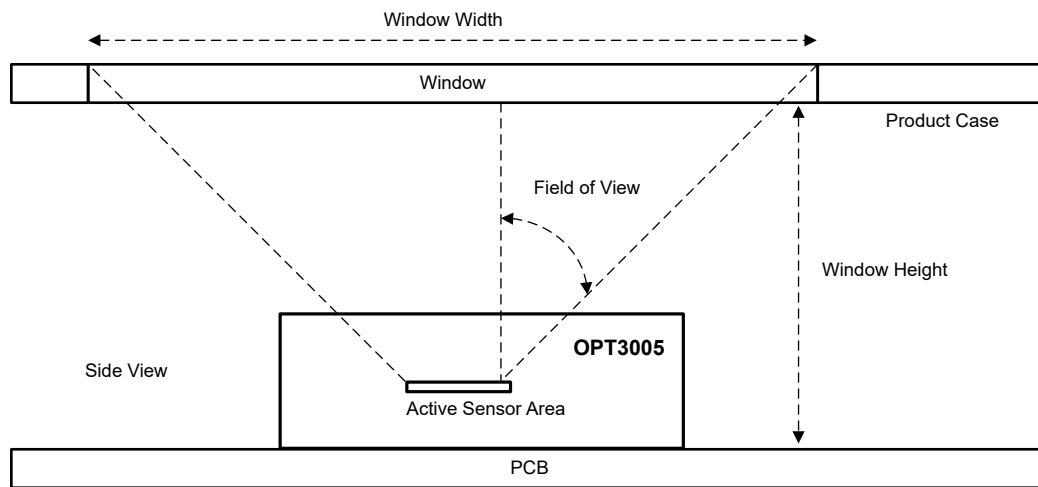 Window Width
Window
Product Case
Field of View
Window Height
OPT3005
Side View
Active Sensor Area
PCB